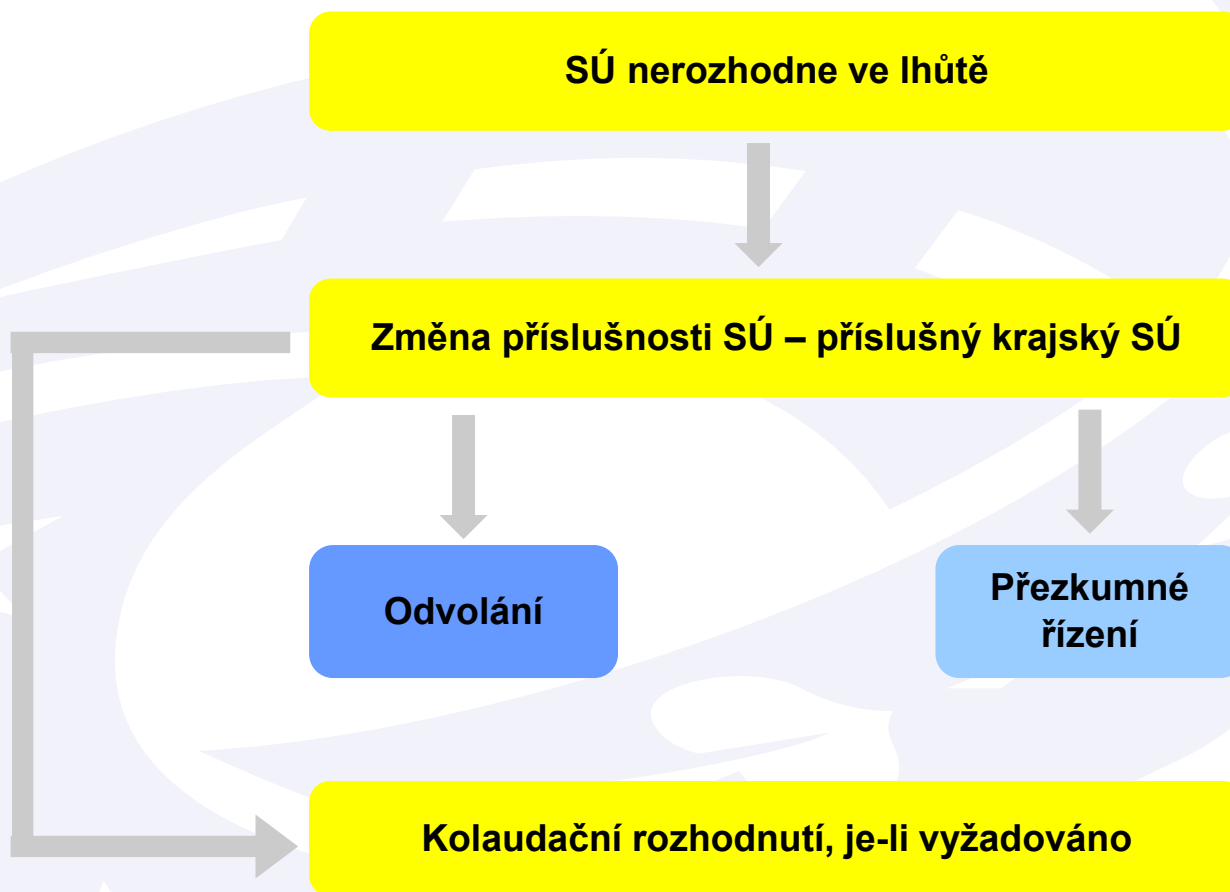 SÚ nerozhodne ve lhůtě
Změna příslušnosti SÚ – příslušný krajský SÚ
Odvolání
Přezkumné
řízení
Kolaudační rozhodnutí, je-li vyžadováno